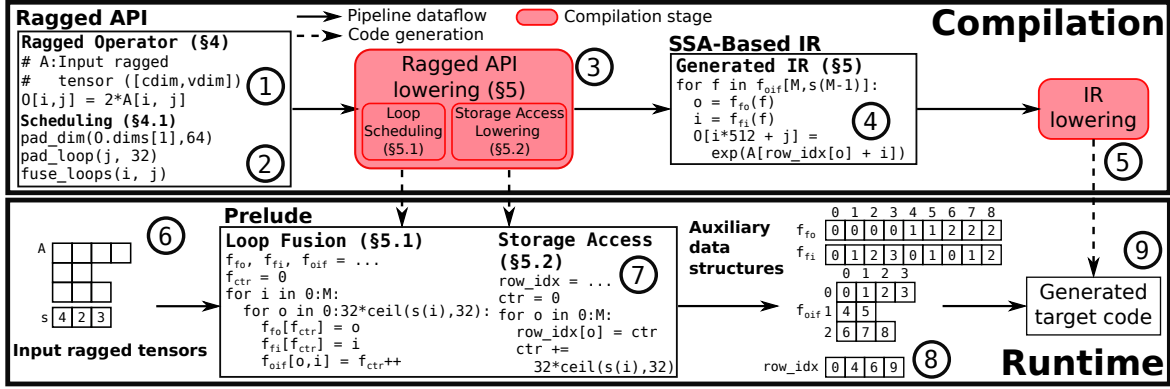 Ragged API
Pipeline dataflow
Code generation
Compilation stage
Compilation
Ragged Operator (§4)
# A:Input ragged
#   tensor ([cdim,vdim])
O[i,j] = 2*A[i, j]
1
Scheduling (§4.1)
pad_dim(O.dims[1],64)
pad_loop(j, 32)
fuse_loops(i, j)
2
Ragged API
lowering (§5)
Loop
Scheduling
(§5.1)
Storage Access
Lowering
(§5.2)
3
SSA-Based IR
Generated IR (§5)
for f in foif[M,s(M-1)]:
o = ffo(f)
i = ffi(f)
O[i*512 + j] =
exp(A[row_idx[o] + i])
4
IR
lowering
5
6
A
s 4 2 3
Input ragged tensors
Prelude
Loop Fusion (§5.1)
ffo, ffi, foif = ...
fctr = 0
for i in 0:M:
for o in 0:32*ceil(s(i),32):
ffo[fctr] = o
ffi[fctr] = i
foif[o,i] = fctr++
Storage Access
(§5.2)
row_idx = ...
ctr = 0
for o in 0:M:
row_idx[o] = ctr
ctr +=
32*ceil(s(i),32)
7
Auxiliary
data
structures
0 1 2 3 4 5 6 7 8
ffo 0 0 0 0 1 1 2 2 2
ffi 0 1 2 3 0 1 0 1 2
0 1 2 3
0 0 1 2 3
foif 1 4 5
2 6 7 8
row_idx 0 4 6 9
8
9
Generated
target code
Runtime